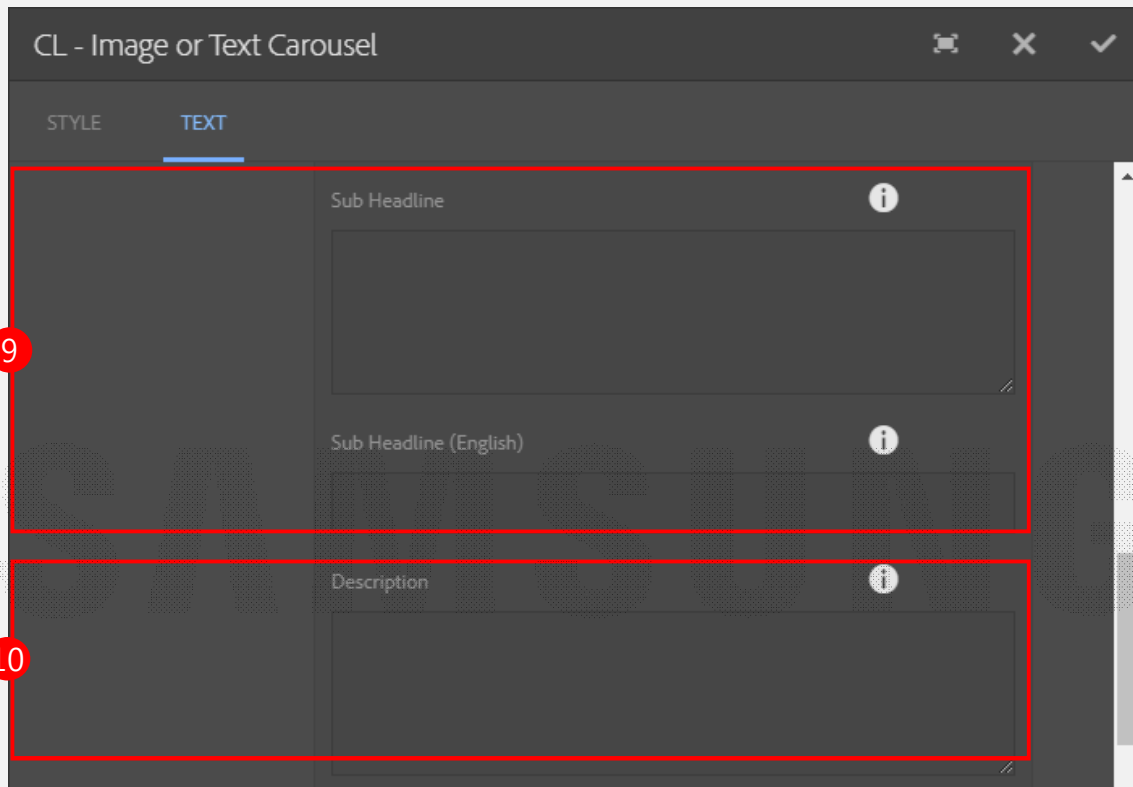 CL - Image or Text Carousel
STYLE
TEXT
Sub Headline
i
9
Sub Headline (English)
i
SAMSUNG
Description
i
10